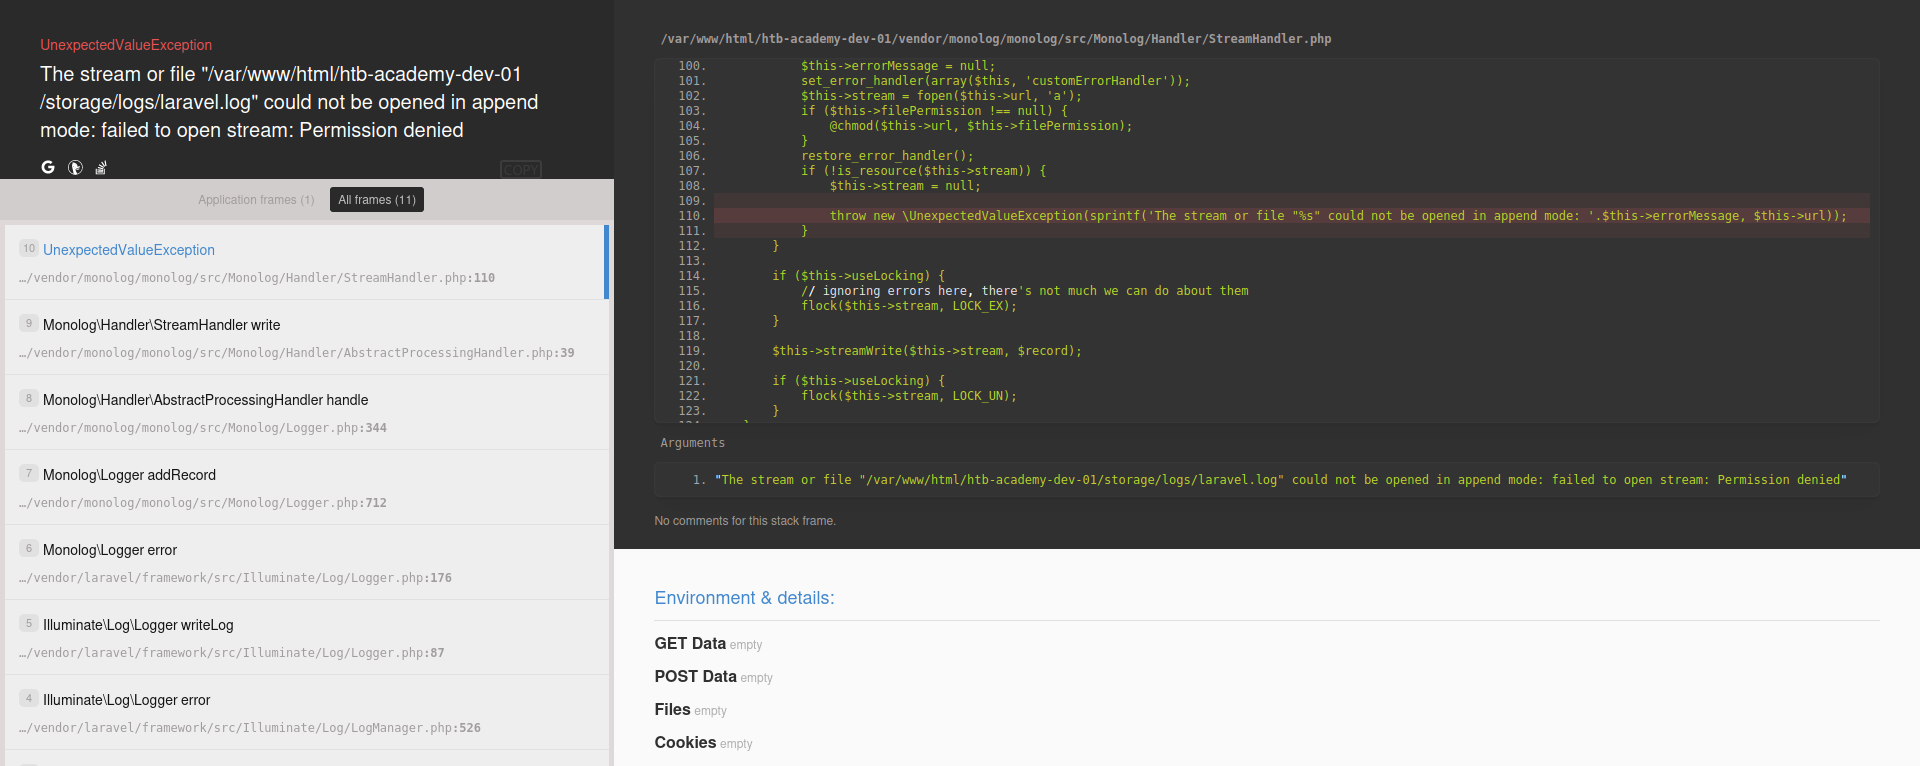 UnexpectedValueException
The stream or file "/var/www/html/htb-academy-dev-01
/storage/logs/laravel.log" could not be opened in append
mode: failed to open stream: Permission denied
COPY
Application frames (1)
All frames (11)
10 UnexpectedValueException
…/vendor/monolog/monolog/src/Monolog/Handler/StreamHandler.php:110
9 Monolog\Handler\StreamHandler write
…/vendor/monolog/monolog/src/Monolog/Handler/AbstractProcessingHandler.php:39
8 Monolog\Handler\AbstractProcessingHandler handle
…/vendor/monolog/monolog/src/Monolog/Logger.php:344
7 Monolog\Logger addRecord
…/vendor/monolog/monolog/src/Monolog/Logger.php:712
6 Monolog\Logger error
…/vendor/laravel/framework/src/Illuminate/Log/Logger.php:176
5 Illuminate\Log\Logger writeLog
…/vendor/laravel/framework/src/Illuminate/Log/Logger.php:87
4 Illuminate\Log\Logger error
…/vendor/laravel/framework/src/Illuminate/Log/LogManager.php:526
/var/www/html/htb-academy-dev-01/vendor/monolog/monolog/src/Monolog/Handler/StreamHandler.php
100. $this->errorMessage = null;
101. set_error_handler(array($this, 'customErrorHandler'));
102. $this->stream = fopen($this->url, 'a');
103. if ($this->filePermission !== null) {
104. @chmod($this->url, $this->filePermission);
105. }
106. restore_error_handler();
107. if (!is_resource($this->stream)) {
108. $this->stream = null;
109.
110. throw new \UnexpectedValueException(sprintf('The stream or file "%s" could not be opened in append mode: '.$this->errorMessage, $this->url));
111. }
112. }
113.
114. if ($this->useLocking) {
115. // ignoring errors here, there's not much we can do about them
116. flock($this->stream, LOCK_EX);
117. }
118.
119. $this->streamWrite($this->stream, $record);
120.
121. if ($this->useLocking) {
122. flock($this->stream, LOCK_UN);
123. }
Arguments
1. "The stream or file "/var/www/html/htb-academy-dev-01/storage/logs/laravel.log" could not be opened in append mode: failed to open stream: Permission denied"
No comments for this stack frame.
Environment & details:
GET Data empty
POST Data empty
Files empty
Cookies empty